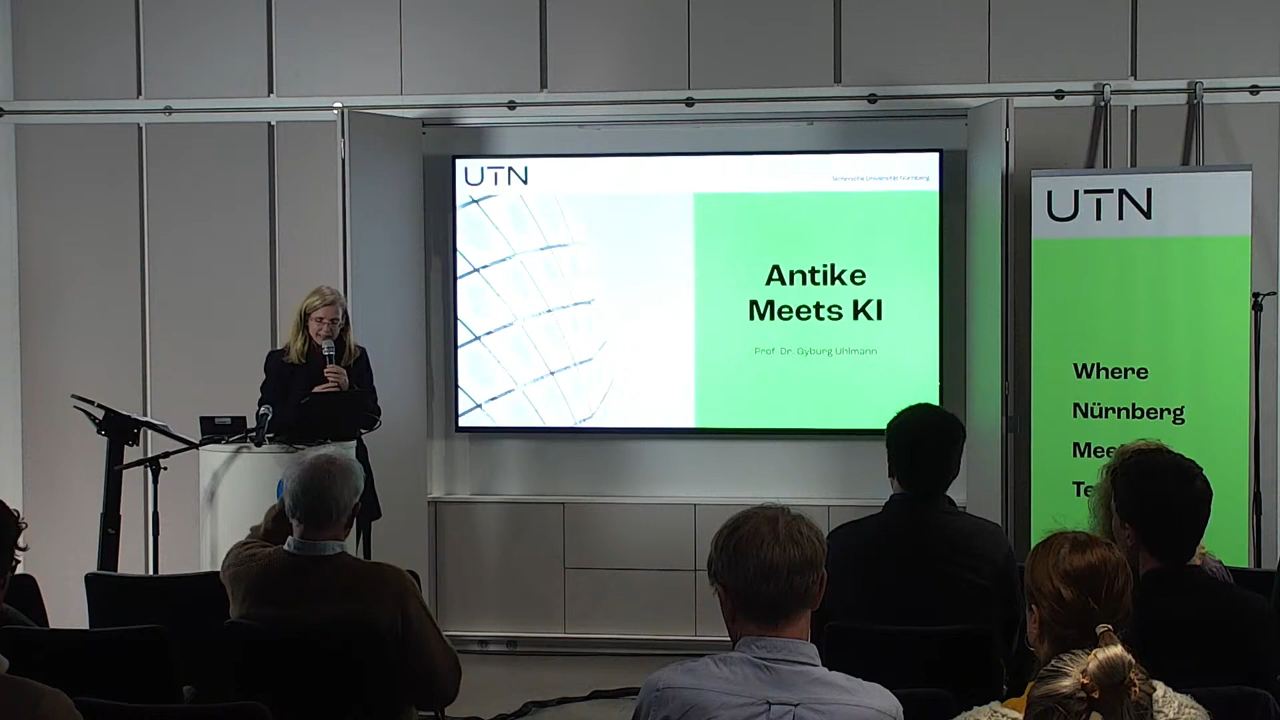 UTN
Technische Universität Nürnberg
Antike
Meets KI
Prof. Dr. Gyburg Uhlmann
UTN
Where
Nürnberg